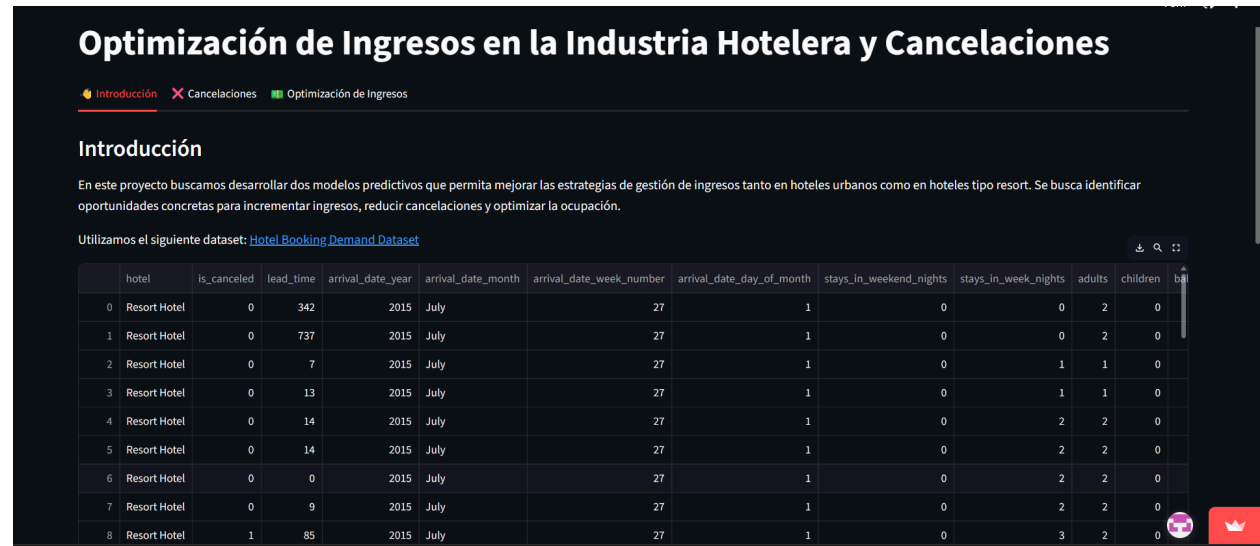 Optimización de Ingresos en la Industria Hotelera y Cancelaciones
Introducción Cancelaciones Optimización de Ingresos
Introducción
En este proyecto buscamos desarrollar dos modelos predictivos que permita mejorar las estrategias de gestión de ingresos tanto en hoteles urbanos como en hoteles tipo resort. Se busca identificar
oportunidades concretas para incrementar ingresos, reducir cancelaciones y optimizar la ocupación.
Utilizamos el siguiente dataset: Hotel Booking Demand Dataset
hotel is_canceled lead_time arrival_date_year arrival_date_month arrival_date_week_number arrival_date_day_of_month stays_in_weekend_nights stays_in_week_nights adults children
0 Resort Hotel 0 342 2015 July 27 1 0 0 2 0
1 Resort Hotel 0 737 2015 July 27 1 0 0 2 0
2 Resort Hotel 0 7 2015 July 27 1 0 1 1 0
3 Resort Hotel 0 13 2015 July 27 1 0 1 1 0
4 Resort Hotel 0 14 2015 July 27 1 0 2 2 0
5 Resort Hotel 0 14 2015 July 27 1 0 2 2 0
6 Resort Hotel 0 0 2015 July 27 1 0 2 2 0
7 Resort Hotel 0 9 2015 July 27 1 0 2 2 0
8 Resort Hotel 1 85 2015 July 27 1 0 3 2 0